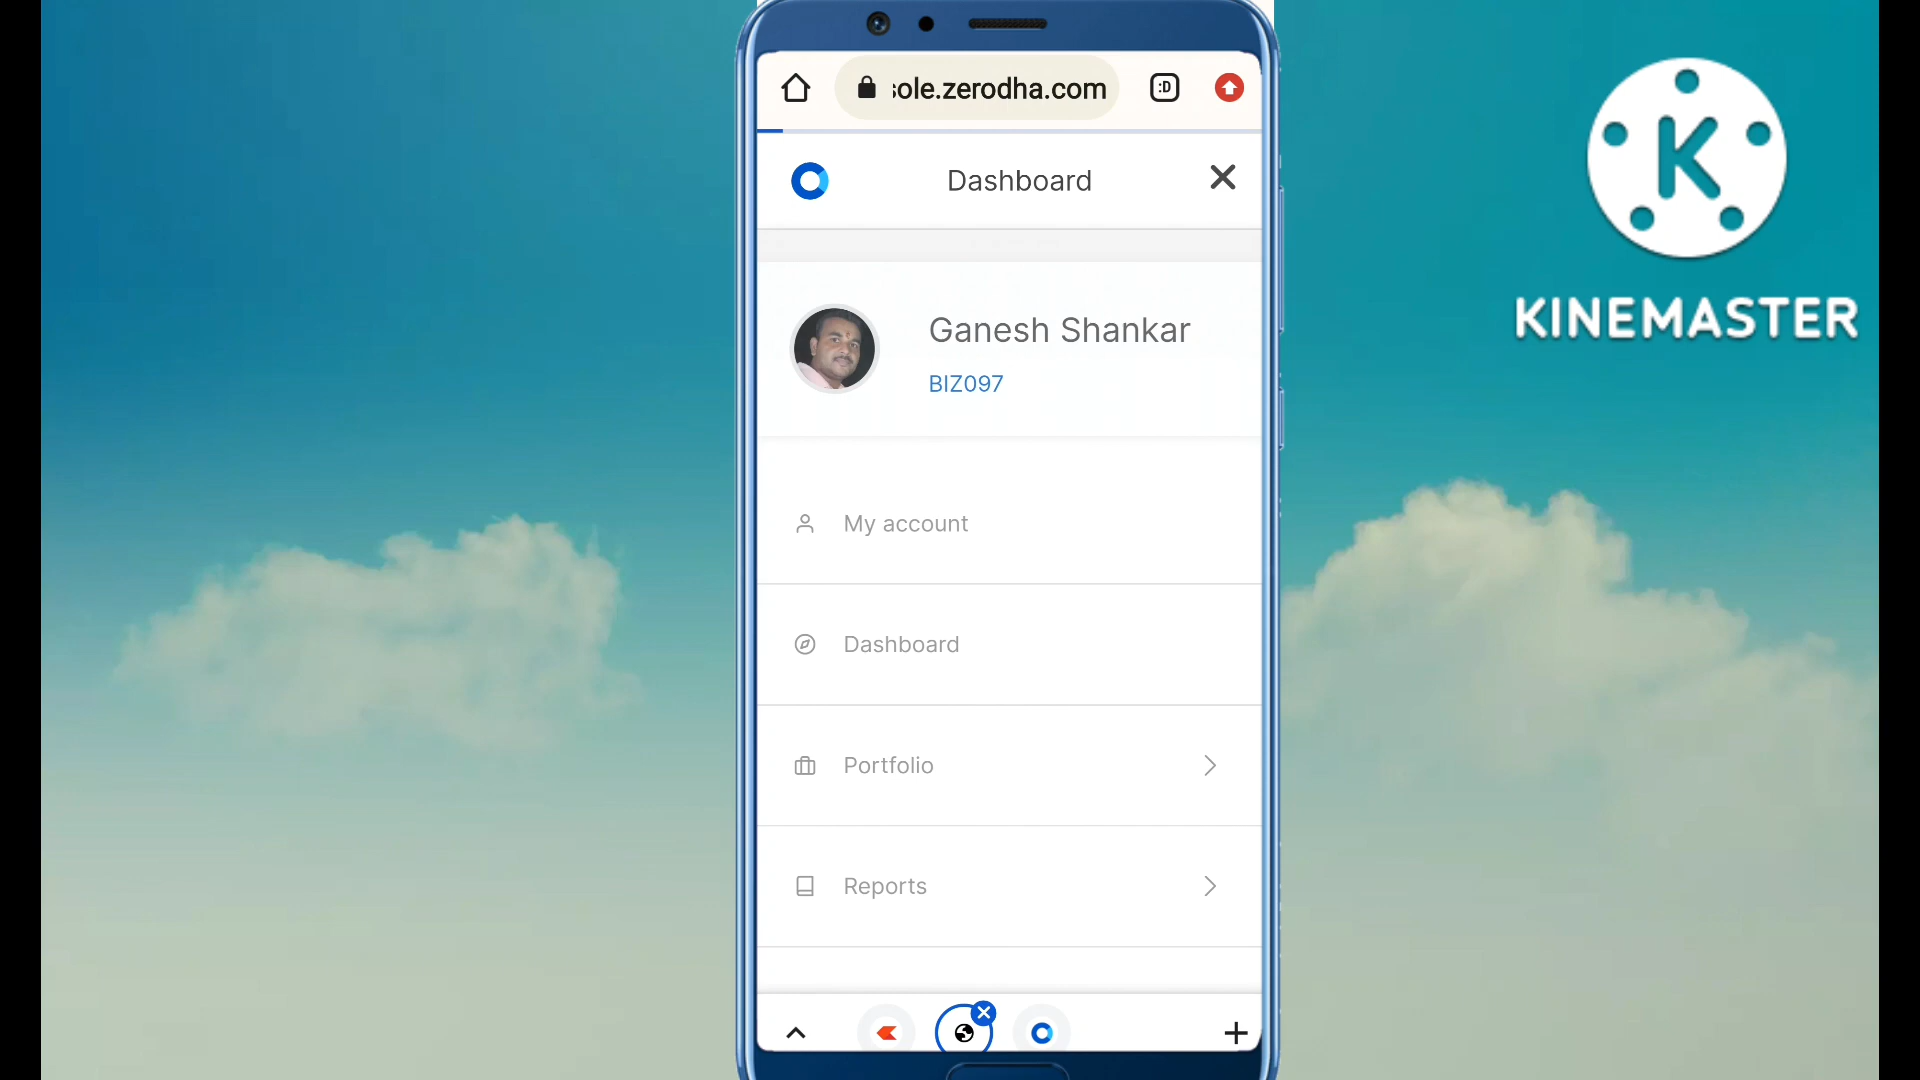 :ole.zerodha.com
:D
Dashboard
Ganesh Shankar
BIZ097
My account
Dashboard
Portfolio
Reports
K
KINEMASTER